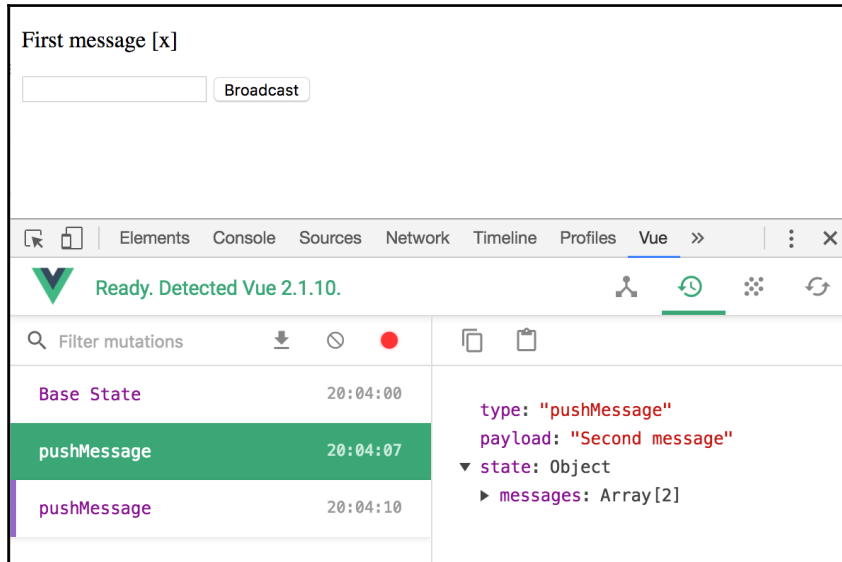 First message [x]
Broadcast
Elements Console Sources Network Timeline Profiles Vue »
Ready. Detected Vue 2.1.10.
Filter mutations
Base State 20:04:00
pushMessage 20:04:07
pushMessage 20:04:10
type: "pushMessage"
payload: "Second message"
▼ state: Object
▶ messages: Array[2]